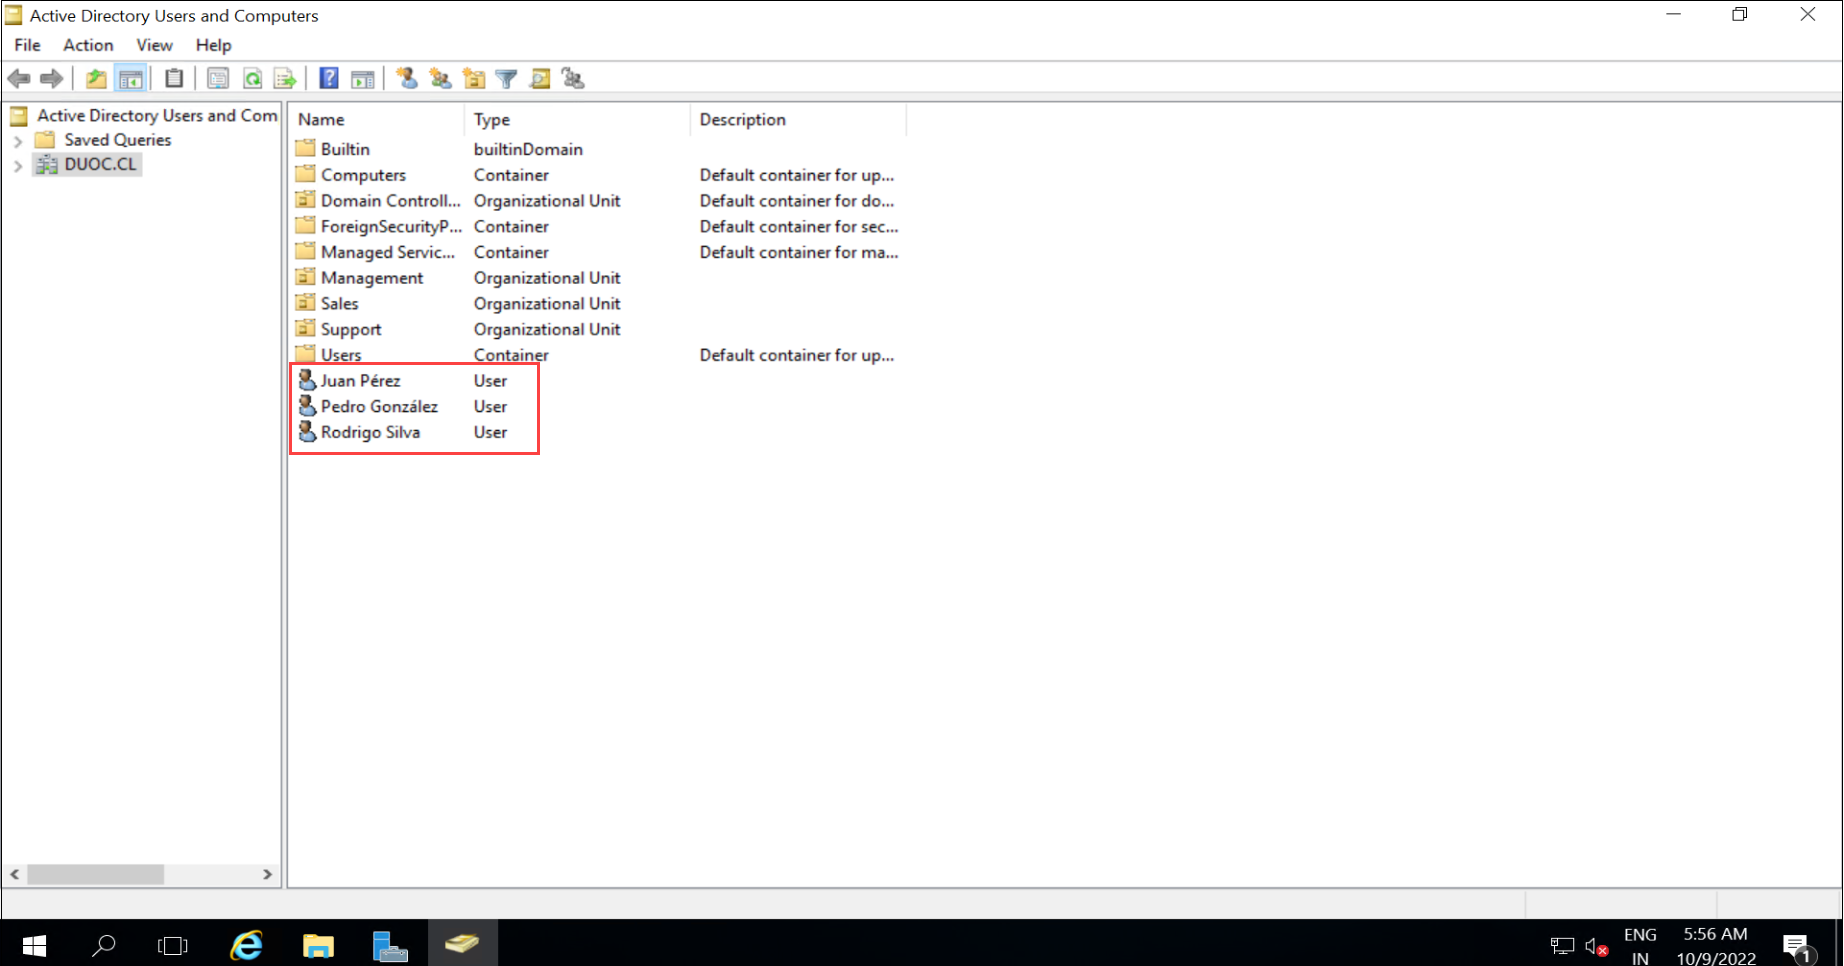 Active Directory Users and Computers
File Action View Help
Active Directory Users and Com
Saved Queries
DUOC.CL
Name Type Description
Builtin builtinDomain
Computers Container Default container for up...
Domain Controll... Organizational Unit Default container for do...
ForeignSecurityP... Container Default container for sec...
Managed Servic... Container Default container for ma...
Management Organizational Unit
Sales Organizational Unit
Support Organizational Unit
Users Container Default container for up...
Juan Pérez User
Pedro González User
Rodrigo Silva User
ENG 5:56 AM
IN 10/9/2022
1